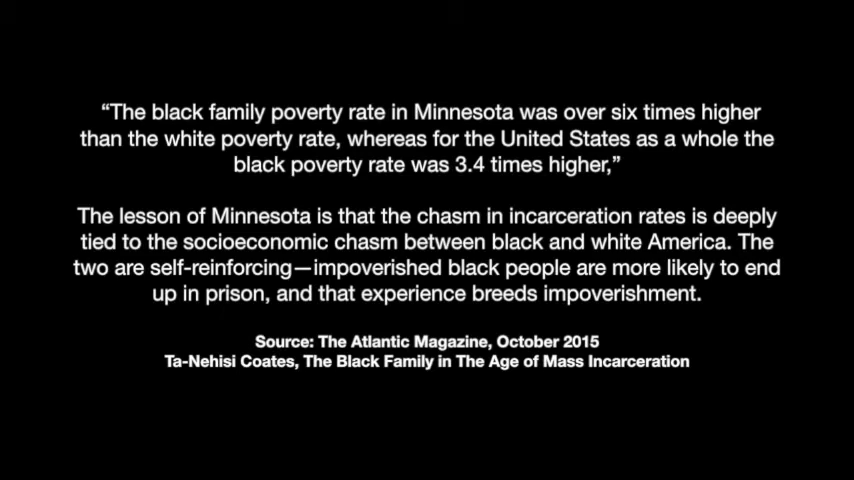 “The black family poverty rate in Minnesota was over six times higher
than the white poverty rate, whereas for the United States as a whole the
black poverty rate was 3.4 times higher,”
The lesson of Minnesota is that the chasm in incarceration rates is deeply
tied to the socioeconomic chasm between black and white America. The
two are self-reinforcing—impoverished black people are more likely to end
up in prison, and that experience breeds impoverishment.
Source: The Atlantic Magazine, October 2015
Ta-Nehisi Coates, The Black Family in The Age of Mass Incarceration